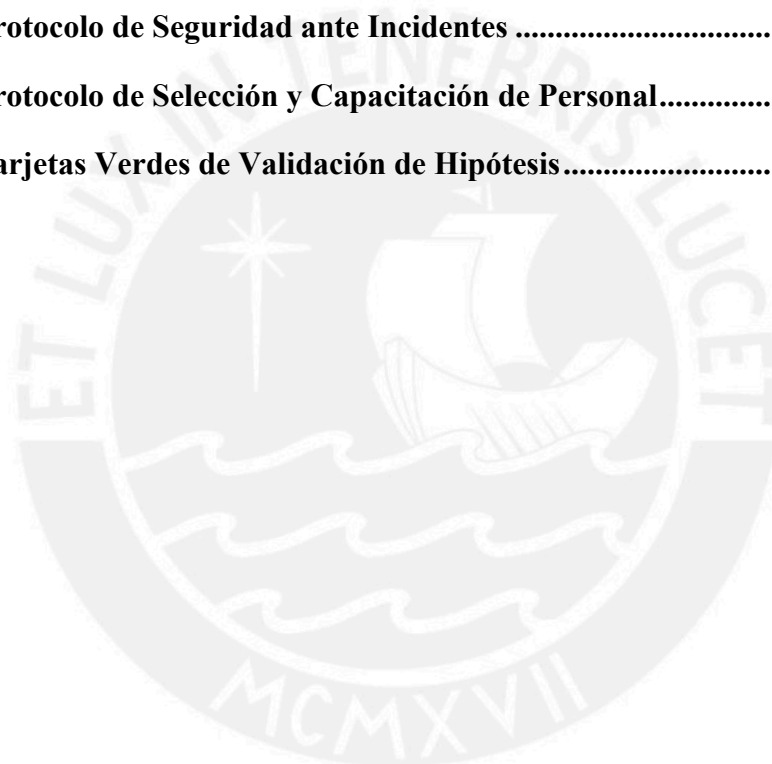 rotocolo de Seguridad ante Incidentes ................................
rotocolo de Selección y Capacitación de Personal...............
arjetas Verdes de Validación de Hipótesis...........................
ET LUX IN TENEBRIS LUCET
MCMXVII